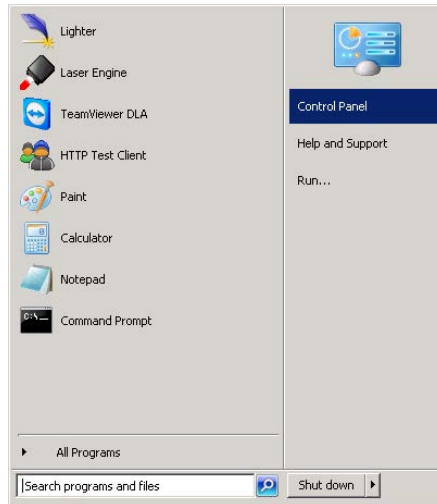 Lighter
Laser Engine
TeamViewer DLA
HTTP Test Client
Paint
Calculator
Notepad
C:\_
Command Prompt
All Programs
Search programs and files
Control Panel
Help and Support
Run...
Shut down